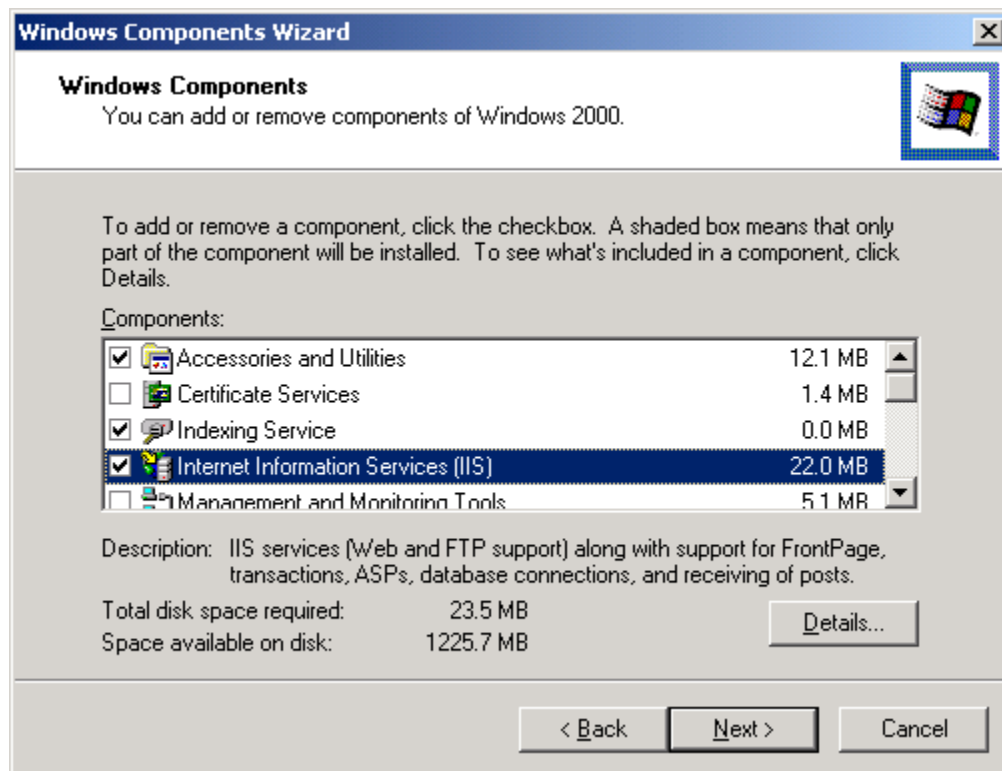 Windows Components Wizard
Windows Components
You can add or remove components of Windows 2000.
To add or remove a component, click the checkbox. A shaded box means that only
part of the component will be installed. To see what's included in a component, click
Details.
Components:
Accessories and Utilities 12.1 MB
Certificate Services 1.4 MB
Indexing Service 0.0 MB
Internet Information Services (IIS) 22.0 MB
Management and Monitoring Tools 5.1 MB
Description: IIS services (Web and FTP support) along with support for FrontPage,
transactions, ASPs, database connections, and receiving of posts.
Total disk space required: 23.5 MB
Space available on disk: 1225.7 MB
Details...
< Back Next > Cancel